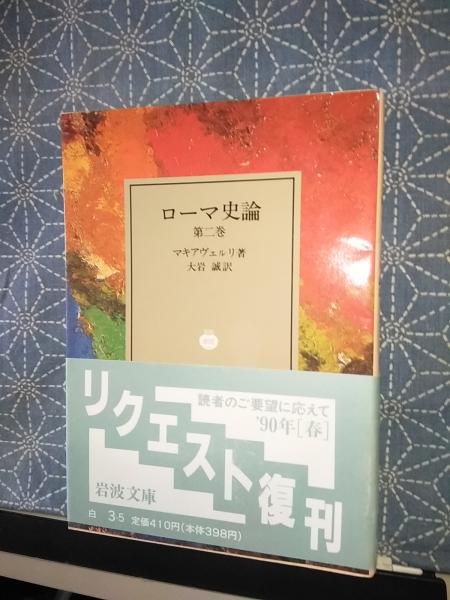 ローマ史論
第二巻
マキアヴェルリ著
大岩 誠訳
読者のご要望に応えて
'90年[春]
リクエスト復刊
岩波文庫
白 3-5 定価410円(本体398円)